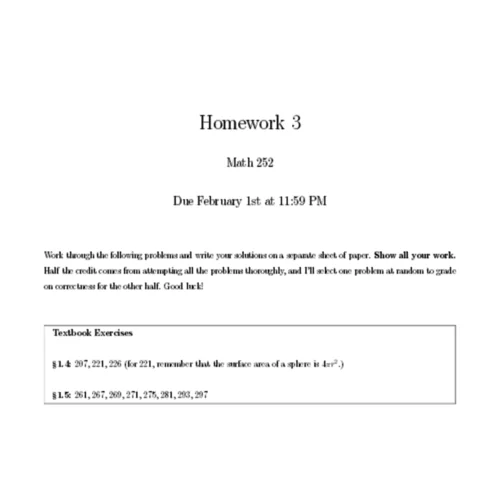 Homework 3
Math 252
Due February 1st at 11:59 PM
Work through the following problems and write your solutions on a separate sheet of paper. Show all your work.
Half the credit comes from attempting all the problems thoroughly, and I'll select one problem at random to grade
on correctness for the other half. Good luck!
Textbook Exercises
§1.4: 207, 221, 226 (for 221, remember that the surface area of a sphere is 4πr².)
§1.5: 261, 267, 269, 271, 275, 281, 293, 297